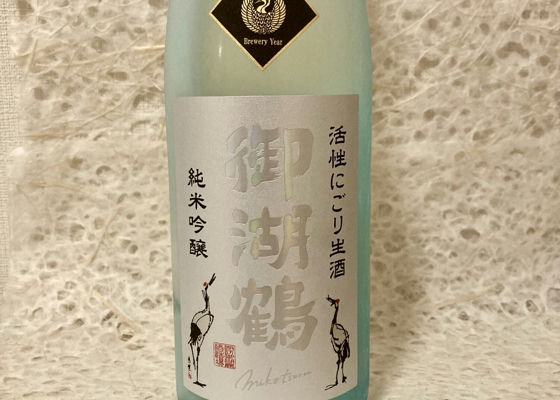 Brewery Year
活性にごり生酒
御湖鶴
純米吟醸
Mikotsuru